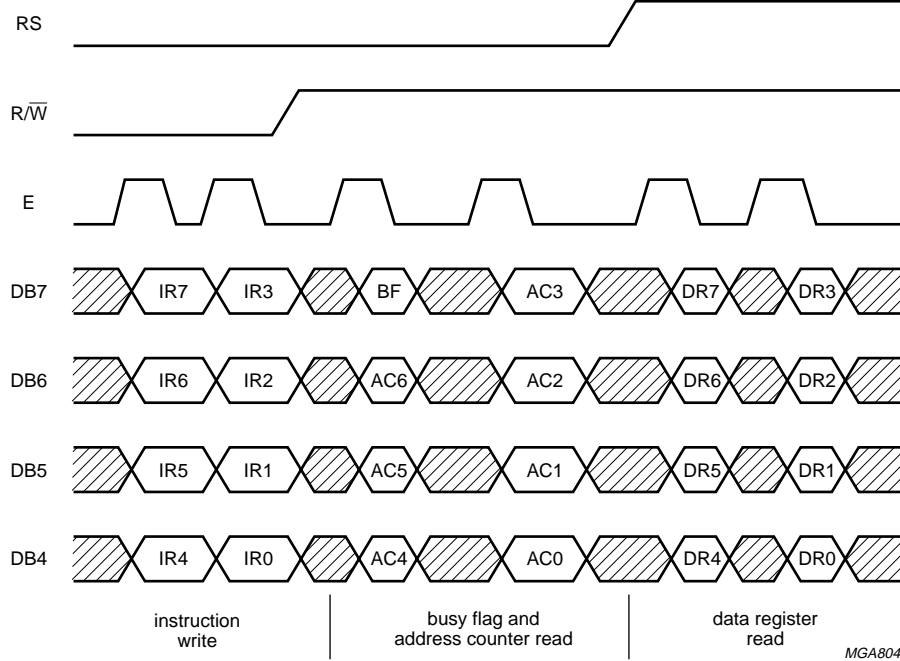 RS
R/W̅
E
DB7 IR7 IR3 BF AC3 DR7 DR3
DB6 IR6 IR2 AC6 AC2 DR6 DR2
DB5 IR5 IR1 AC5 AC1 DR5 DR1
DB4 IR4 IR0 AC4 AC0 DR4 DR0
instruction
write
busy flag and
address counter read
data register
read
MGA804